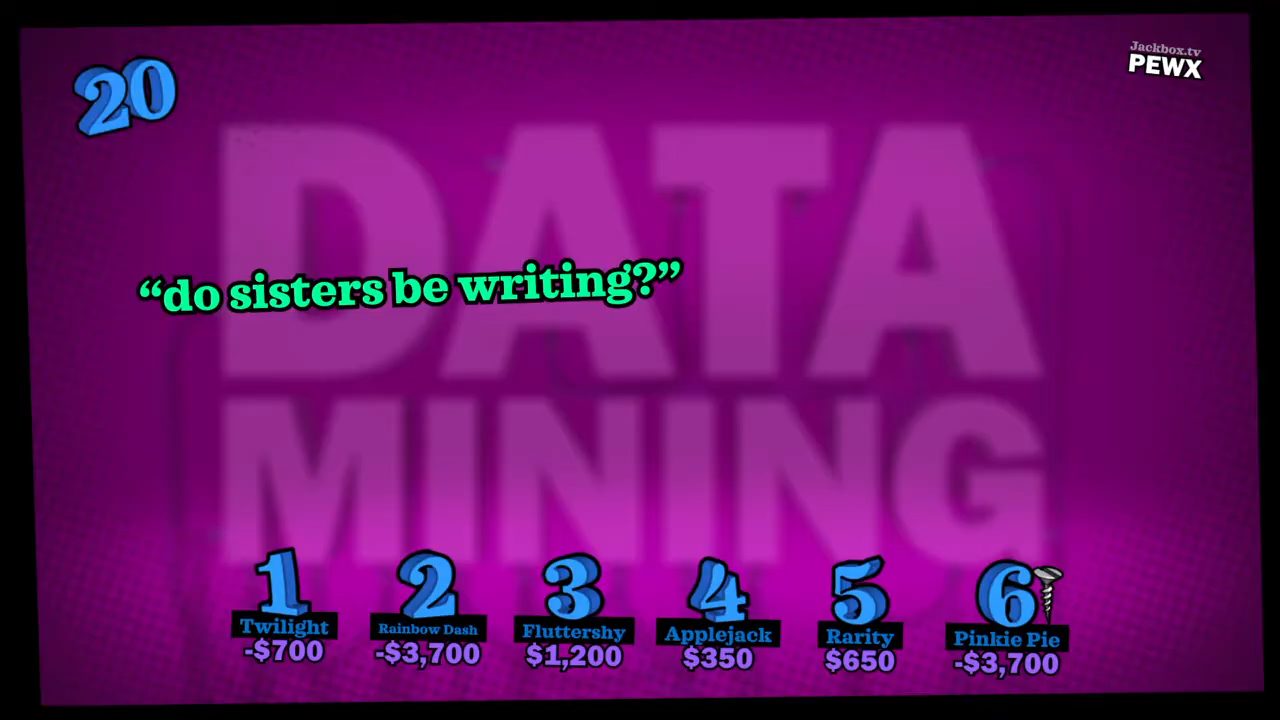 20
Jackbox.tv
PEWX
DATA
MINING
“do sisters be writing?”
1 2 3 4 5 6
Twilight Rainbow Dash Fluttershy Applejack Rarity Pinkie Pie
-$700 -$3,700 $1,200 $350 $650 -$3,700